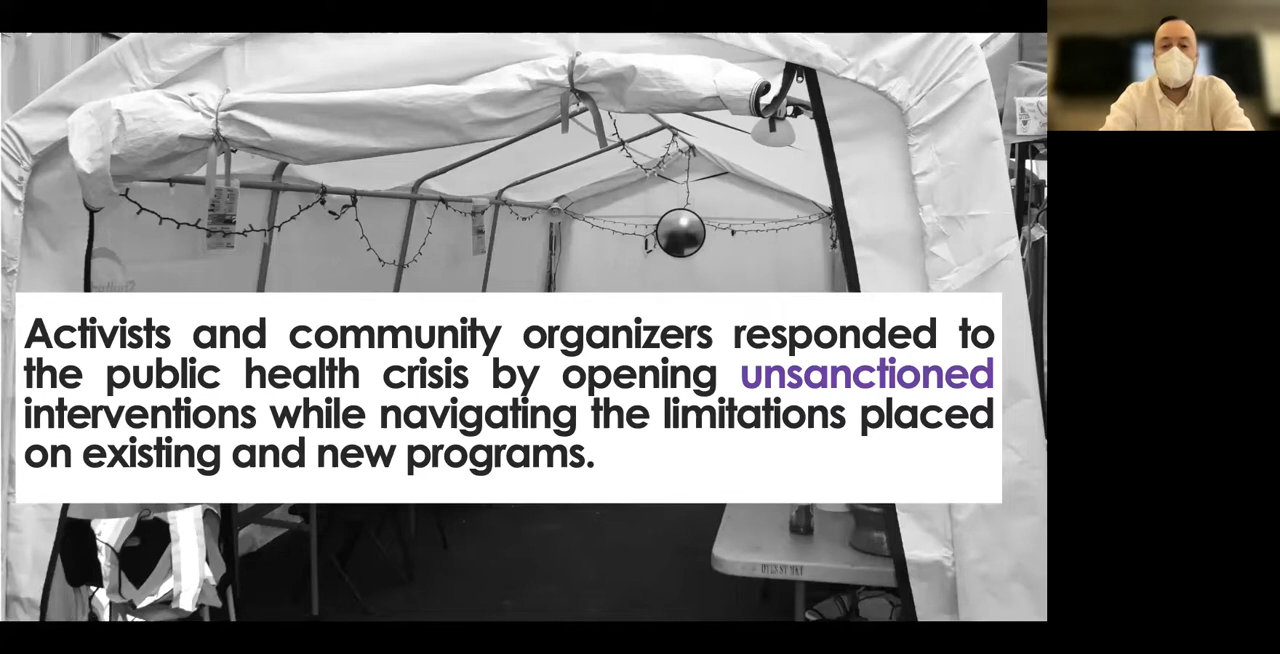 Activists and community organizers responded to
the public health crisis by opening unsanctioned
interventions while navigating the limitations placed
on existing and new programs.